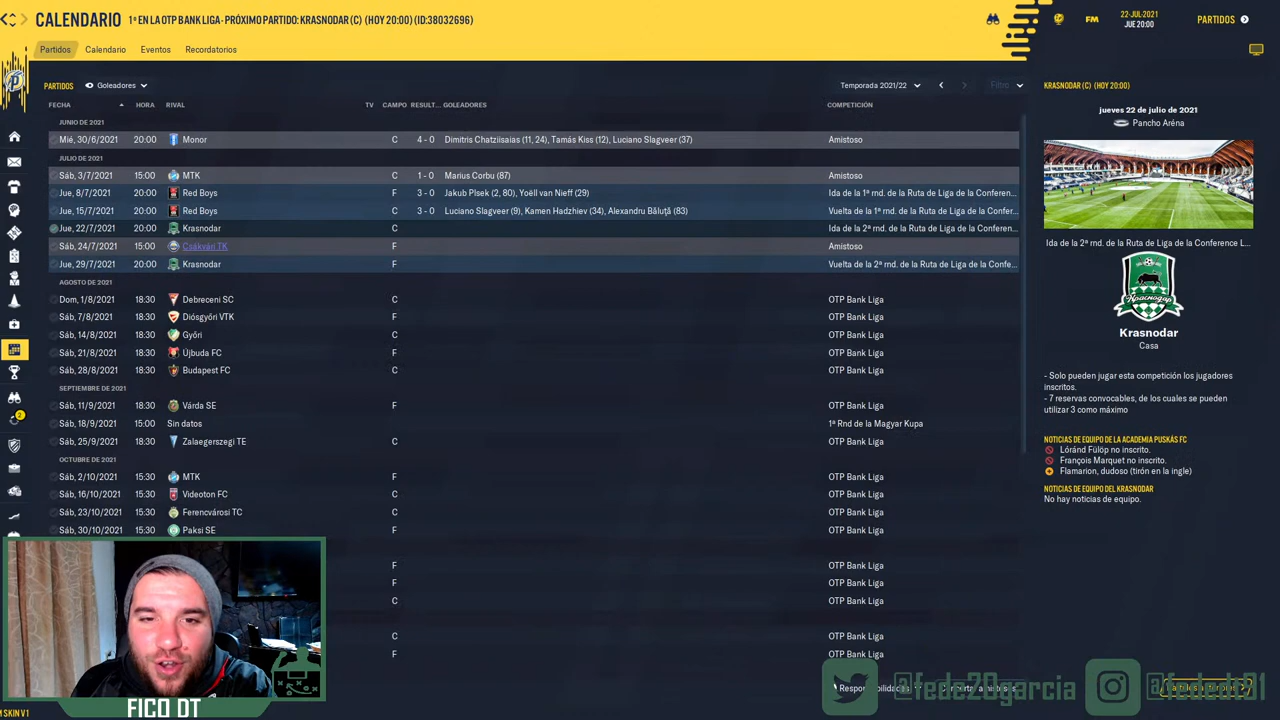 CALENDARIO 1º EN LA OTP BANK LIGA - PRÓXIMO PARTIDO: KRASNODAR (C) (HOY 20:00) (ID:38032696) FM 22-JUL-2021 JUE 20:00 PARTIDOS
Partidos Calendario Eventos Recordatorios
PARTIDOS Goleadores Temporada 2021/22 Filtro
FECHA HORA RIVAL TV CAMPO RESULT... GOLEADORES COMPETICIÓN
JUNIO DE 2021
Mié, 30/6/2021 20:00 Monor C 4 - 0 Dimitris Chatziisaias (11, 24), Tamás Kiss (12), Luciano Slagveer (37) Amistoso
JULIO DE 2021
Sáb, 3/7/2021 15:00 MTK C 1 - 0 Marius Corbu (87) Amistoso
Jue, 8/7/2021 20:00 Red Boys F 3 - 0 Jakub Plsek (2, 80), Yoëll van Nieff (29) Ida de la 1ª rnd. de la Ruta de Liga de la Conferen...
Jue, 15/7/2021 20:00 Red Boys C 3 - 0 Luciano Slagveer (9), Kamen Hadzhiev (34), Alexandru Băluță (83) Vuelta de la 1ª rnd. de la Ruta de Liga de la Confer...
Jue, 22/7/2021 20:00 Krasnodar C Ida de la 2ª rnd. de la Ruta de Liga de la Conferen...
Sáb, 24/7/2021 15:00 Csákvári TK F Amistoso
Jue, 29/7/2021 20:00 Krasnodar F Vuelta de la 2ª rnd. de la Ruta de Liga de la Confe...
AGOSTO DE 2021
Dom, 1/8/2021 18:30 Debreceni SC C OTP Bank Liga
Sáb, 7/8/2021 18:30 Diósgyőri VTK F OTP Bank Liga
Sáb, 14/8/2021 18:30 Győri C OTP Bank Liga
Sáb, 21/8/2021 18:30 Újbuda FC F OTP Bank Liga
Sáb, 28/8/2021 18:30 Budapest FC C OTP Bank Liga
SEPTIEMBRE DE 2021
Sáb, 11/9/2021 18:30 Várda SE F OTP Bank Liga
Sáb, 18/9/2021 15:00 Sin datos 1ª Rnd de la Magyar Kupa
Sáb, 25/9/2021 18:30 Zalaegerszegi TE C OTP Bank Liga
OCTUBRE DE 2021
Sáb, 2/10/2021 15:30 MTK F OTP Bank Liga
Sáb, 16/10/2021 15:30 Videoton FC C OTP Bank Liga
Sáb, 23/10/2021 15:30 Ferencvárosi TC C OTP Bank Liga
Sáb, 30/10/2021 15:30 Paksi SE F OTP Bank Liga
F OTP Bank Liga
F OTP Bank Liga
C OTP Bank Liga
C OTP Bank Liga
F OTP Bank Liga
KRASNODAR (C) (HOY 20:00)
jueves 22 de julio de 2021
Pancho Aréna
Ida de la 2ª rnd. de la Ruta de Liga de la Conference L...
Краснодар
Krasnodar
Casa
- Solo pueden jugar esta competición los jugadores
inscritos.
- 7 reservas convocables, de los cuales se pueden
utilizar 3 como máximo
NOTICIAS DE EQUIPO DE LA ACADEMIA PUSKÁS FC
Lóránd Fülöp no inscrito.
François Marquet no inscrito.
Flamarion, dudoso (tirón en la ingle)
NOTICIAS DE EQUIPO DEL KRASNODAR
No hay noticias de equipo.
2
@fede20garcia @fededt01
FICO DT
M SKIN V1